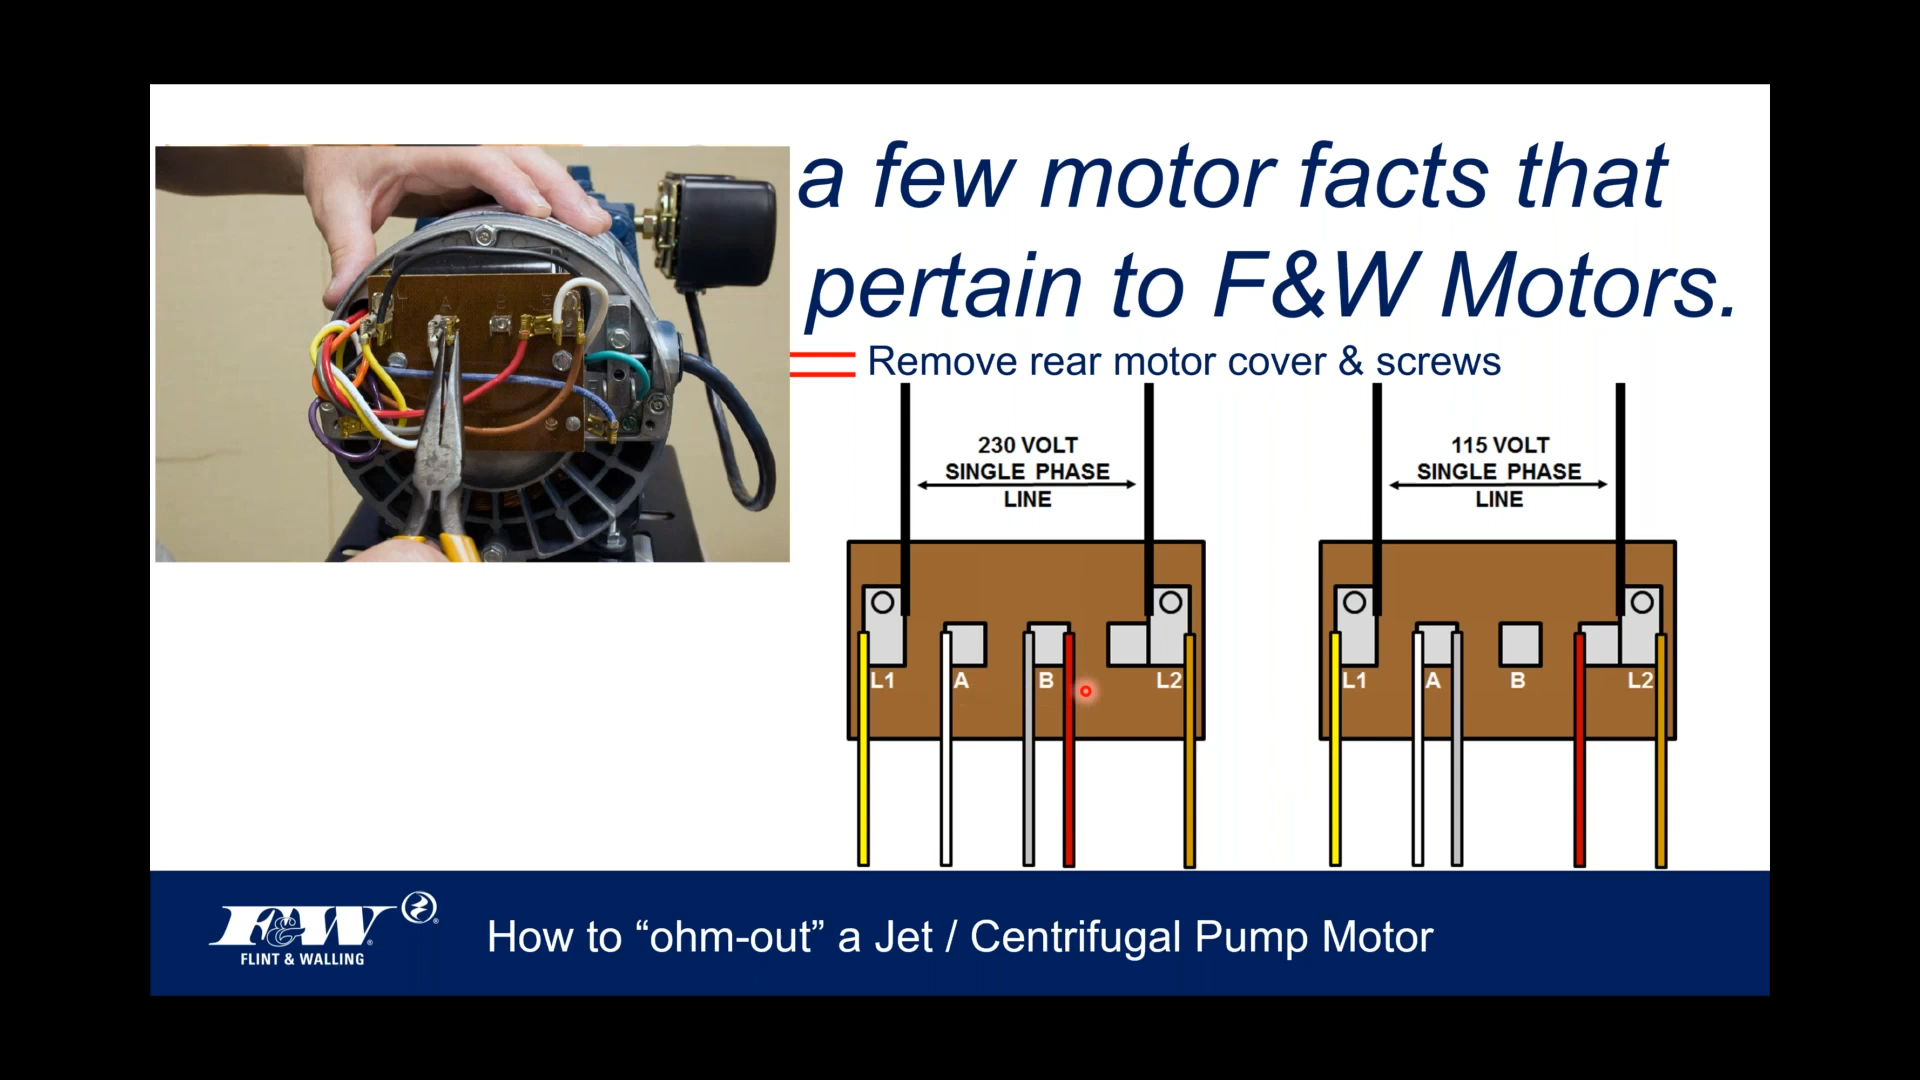 a few motor facts that
pertain to F&W Motors.
Remove rear motor cover & screws
230 VOLT
SINGLE PHASE
LINE
L1 A B L2
115 VOLT
SINGLE PHASE
LINE
L1 A B L2
F&W
FLINT & WALLING
How to “ohm-out” a Jet / Centrifugal Pump Motor